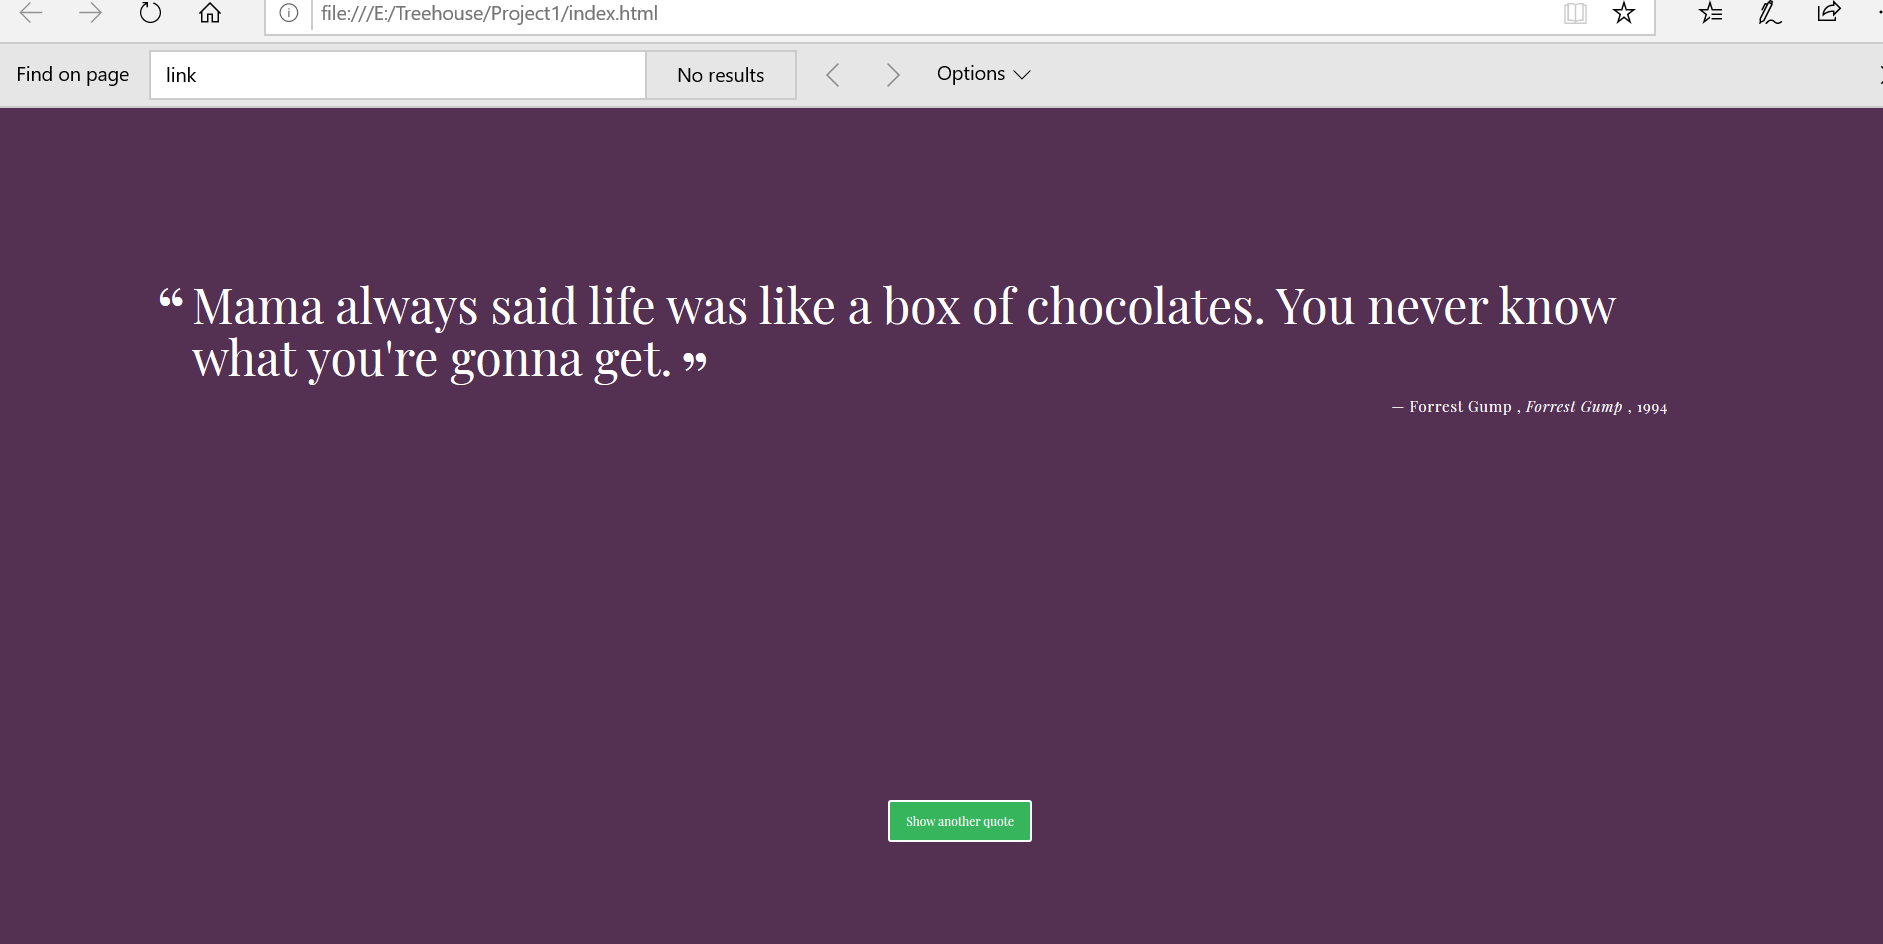 file:///E:/Treehouse/Project1/index.html
Find on page link No results Options
“ Mama always said life was like a box of chocolates. You never know
what you're gonna get. ”
— Forrest Gump , Forrest Gump , 1994
Show another quote